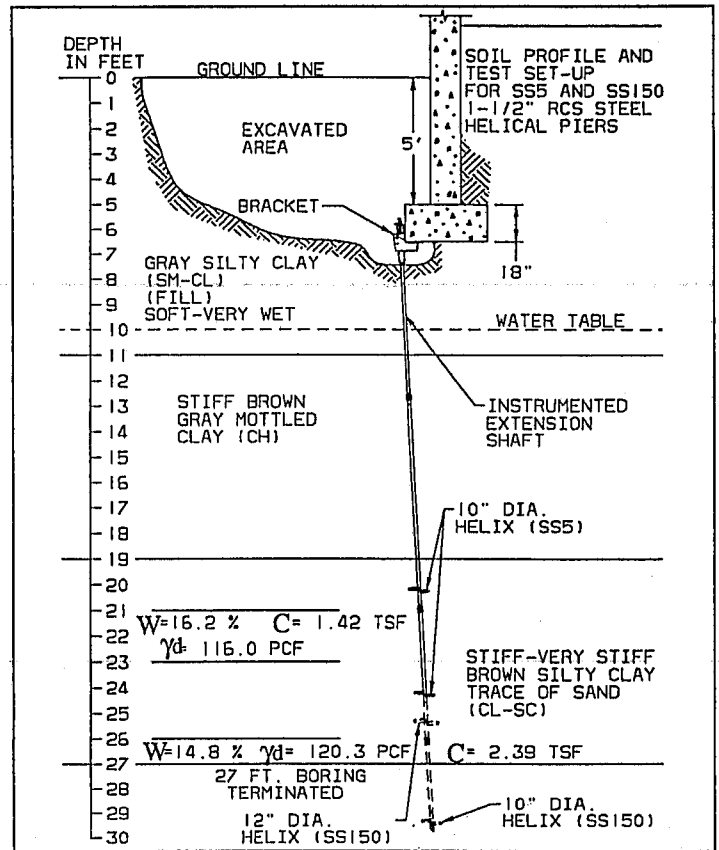 DEPTH
IN FEET
GROUND LINE
SOIL PROFILE AND
TEST SET-UP
FOR SS5 AND SS150
1-1/2" RCS STEEL
HELICAL PIERS
EXCAVATED
AREA
5'
BRACKET
18"
GRAY SILTY CLAY
(SM-CL)
(FILL)
SOFT-VERY WET
WATER TABLE
STIFF BROWN
GRAY MOTTLED
CLAY (CH)
INSTRUMENTED
EXTENSION
SHAFT
10" DIA.
HELIX (SS5)
W=16.2 % C= 1.42 TSF
γd= 116.0 PCF
STIFF-VERY STIFF
BROWN SILTY CLAY
TRACE OF SAND
(CL-SC)
W=14.8 % γd= 120.3 PCF C= 2.39 TSF
27 FT. BORING
TERMINATED
12" DIA.
HELIX (SS150)
10" DIA.
HELIX (SS150)
0
1
2
3
4
5
6
7
8
9
10
11
12
13
14
15
16
17
18
19
20
21
22
23
24
25
26
27
28
29
30